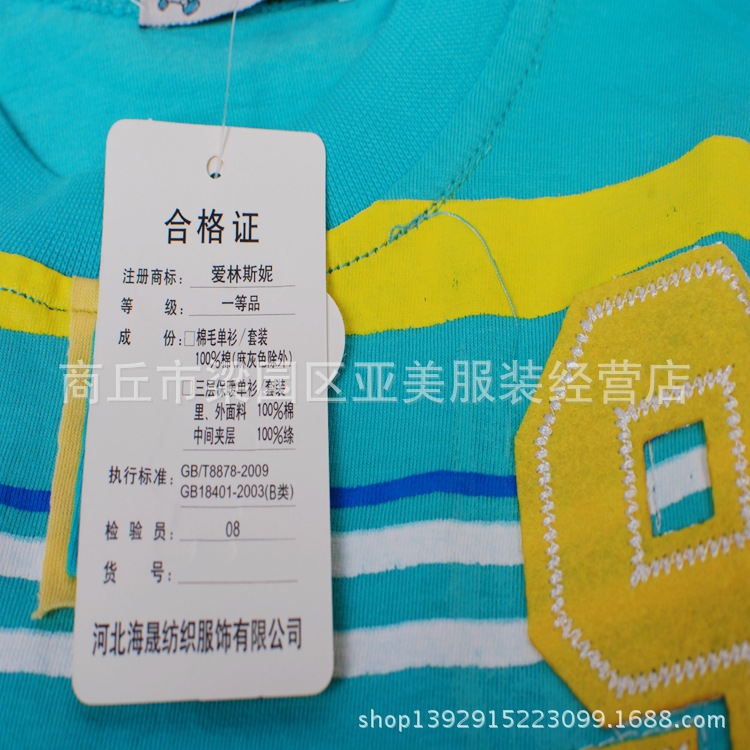 合格证
注册商标：爱林斯妮
等 级：一等品
成 份：□棉毛单衫／套装
100%棉(麻灰色除外)
□三层保暖单衫 套装
里、外面料 100%棉
中间夹层 100%涤
执行标准：GB/T8878-2009
GB18401-2003(B类)
检 验 员：08
货 号：
河北海晟纺织服饰有限公司
商丘市梁园区亚美服装经营店
shop1392915223099.1688.com